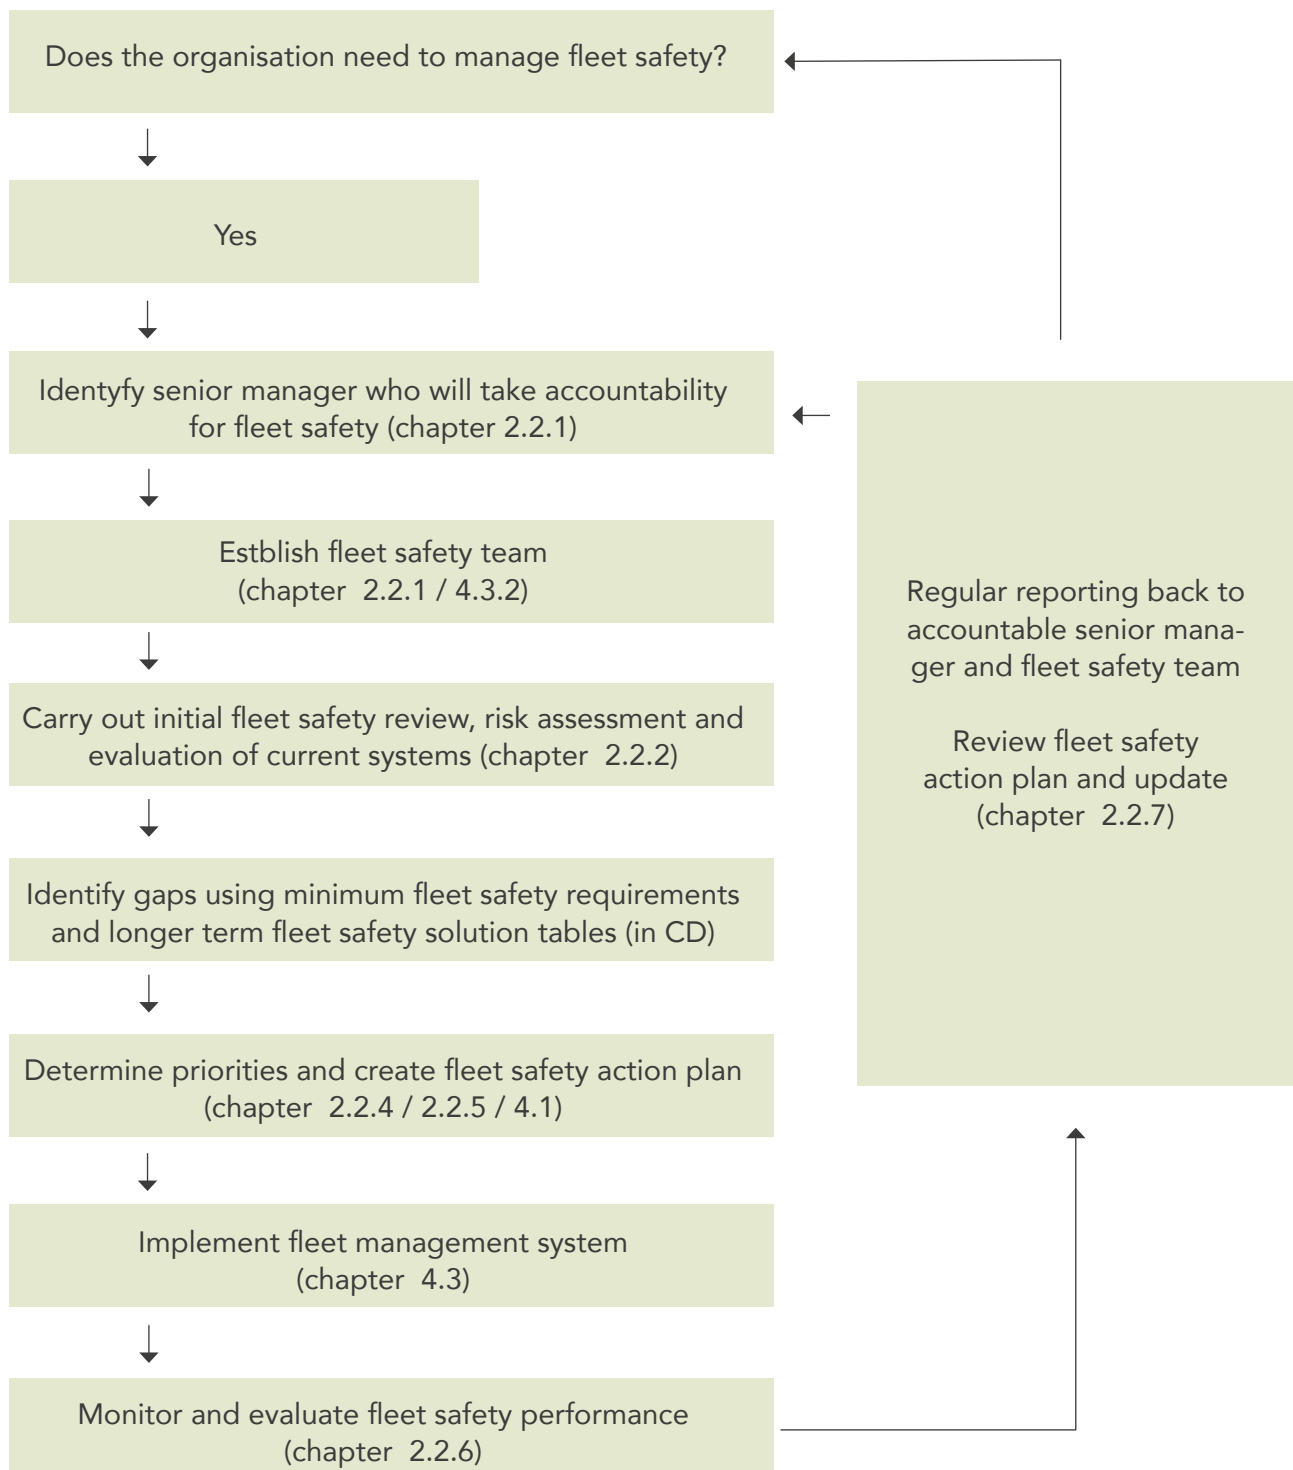 Does the organisation need to manage fleet safety?
Yes
Identyfy senior manager who will take accountability
for fleet safety (chapter 2.2.1)
Estblish fleet safety team
(chapter 2.2.1 / 4.3.2)
Carry out initial fleet safety review, risk assessment and
evaluation of current systems (chapter 2.2.2)
Identify gaps using minimum fleet safety requirements
and longer term fleet safety solution tables (in CD)
Determine priorities and create fleet safety action plan
(chapter 2.2.4 / 2.2.5 / 4.1)
Implement fleet management system
(chapter 4.3)
Monitor and evaluate fleet safety performance
(chapter 2.2.6)
Regular reporting back to
accountable senior mana-
ger and fleet safety team
Review fleet safety
action plan and update
(chapter 2.2.7)